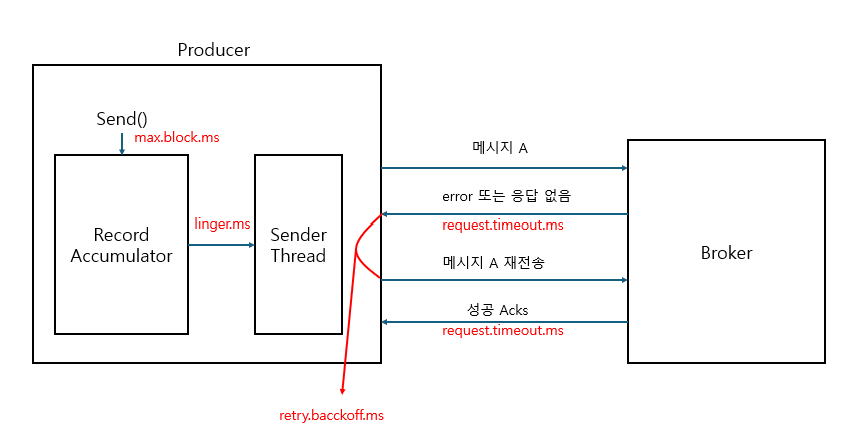 Producer
Send()
max.block.ms
Record
Accumulator
linger.ms
Sender
Thread
메시지 A
error 또는 응답 없음
request.timeout.ms
메시지 A 재전송
성공 Acks
request.timeout.ms
Broker
retry.bacckoff.ms